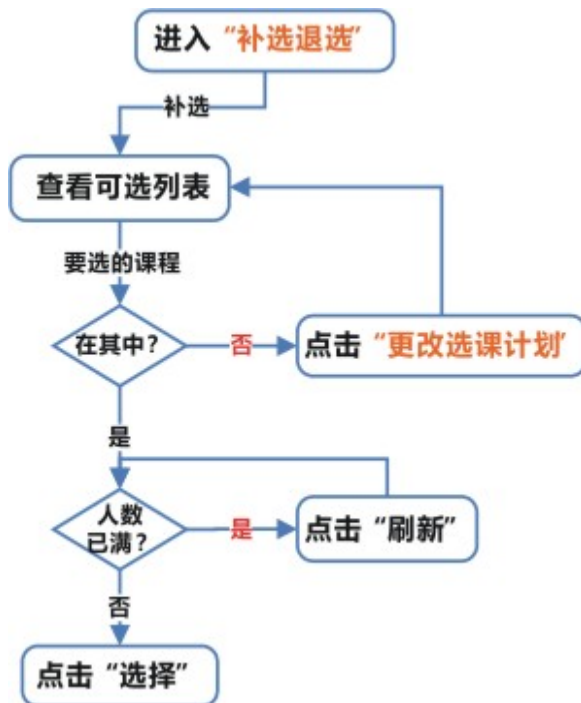 进入“补选退选”
补选
查看可选列表
要选的课程
在其中?
否
点击“更改选课计划”
是
人数
已满?
是
点击“刷新”
否
点击“选择”